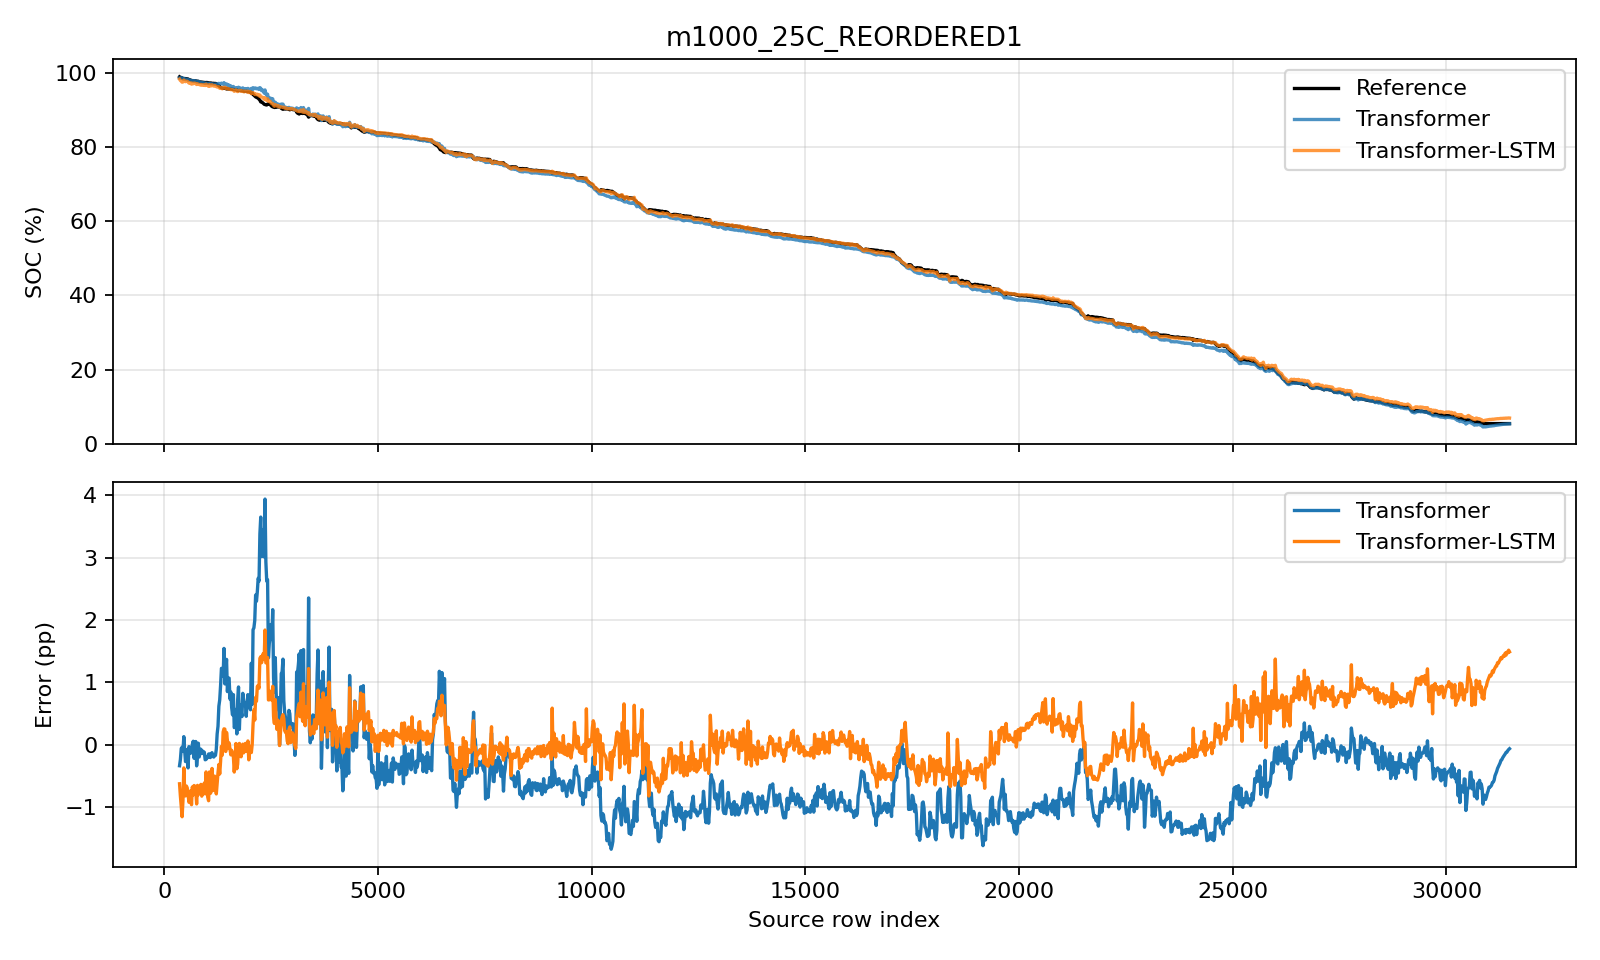 m1000_25C_REORDERED1
SOC (%)
100
80
60
40
20
0
Reference
Transformer
Transformer-LSTM
Error (pp)
4
3
2
1
0
−1
Transformer
Transformer-LSTM
0 5000 10000 15000 20000 25000 30000
Source row index